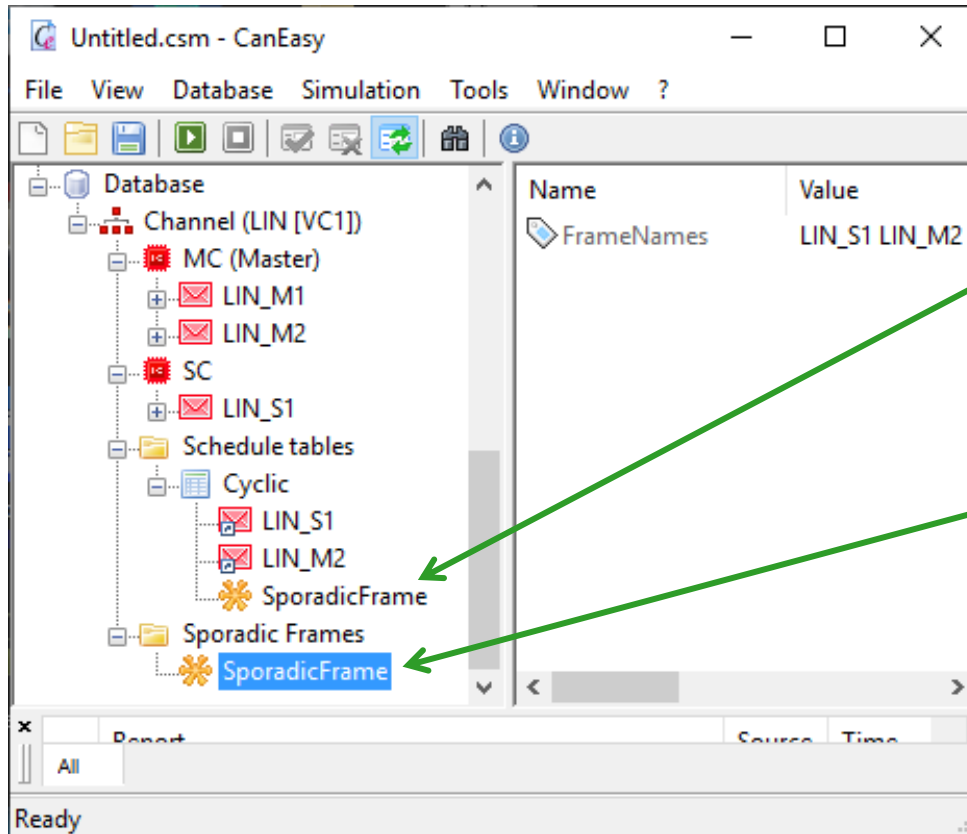 Untitled.csm - CanEasy
File View Database Simulation Tools Window ?
Database
Channel (LIN [VC1])
MC (Master)
LIN_M1
LIN_M2
SC
LIN_S1
Schedule tables
Cyclic
LIN_S1
LIN_M2
SporadicFrame
Sporadic Frames
SporadicFrame
Name Value
FrameNames LIN_S1 LIN_M2
Report Source Time
All
Ready